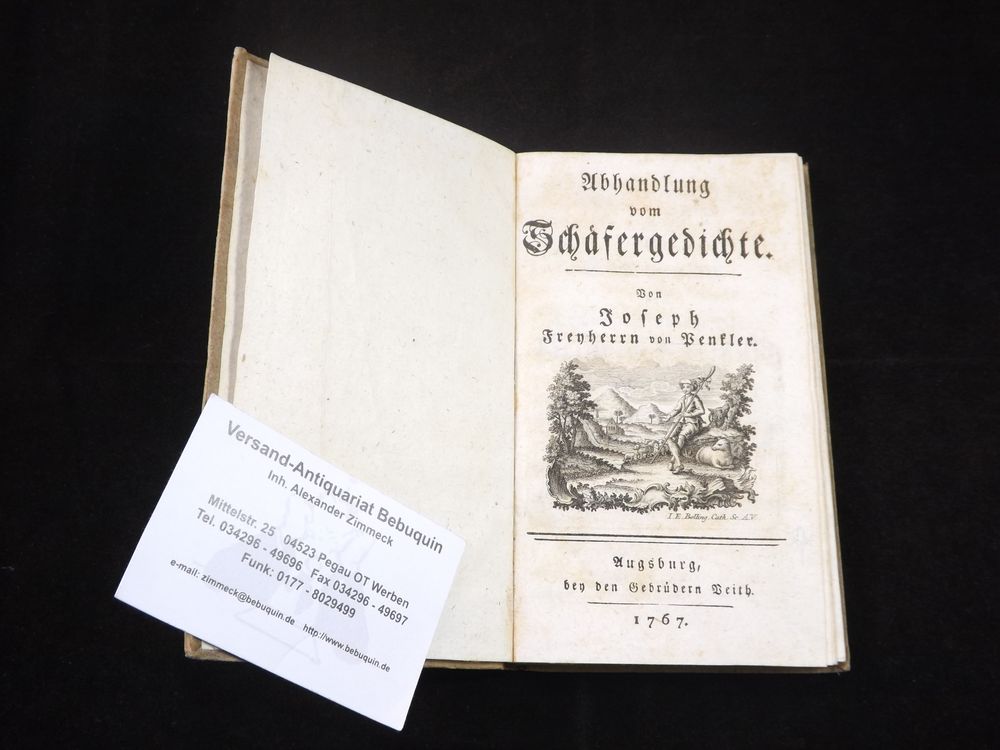 Abhandlung
vom
Schäfergedichte.
Von
Joseph
Freyherrn von Penkler.
I. E. Belling. Cath. Sc. A.V.
Augsburg,
bey den Gebrüdern Veith.
1767.
Versand-Antiquariat Bebuquin
Inh. Alexander Zimmeck
Mittelstr. 25 04523 Pegau OT Werben
Tel. 034296 - 49696 Fax 034296 - 49697
Funk: 0177 - 8029499
e-mail: zimmeck@bebuquin.de http://www.bebuquin.de